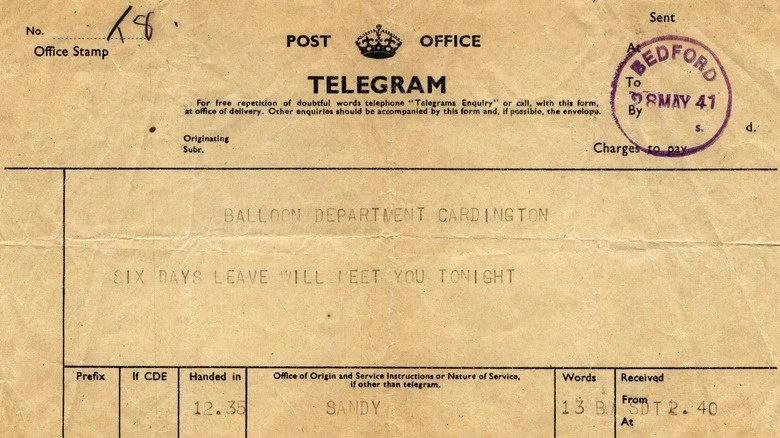 No. 18
Sent
Office Stamp
POST OFFICE
At
TELEGRAM
To
By
BEDFORD
28 MAY 41
For free repetition of doubtful words telephone "Telegrams Enquiry" or call, with this form,
at office of delivery. Other enquiries should be accompanied by this form and, if possible, the envelope.
Originating
Subr.
s. d.
Charges to pay
BALLOON DEPARTMENT CARDINGTON
SIX DAYS LEAVE WILL MEET YOU TONIGHT
Prefix If CDE Handed in Office of Origin and Service Instructions or Nature of Service, Words Received
if other than telegram.
From
12.35 SANDY 13 SDT 2.40
At